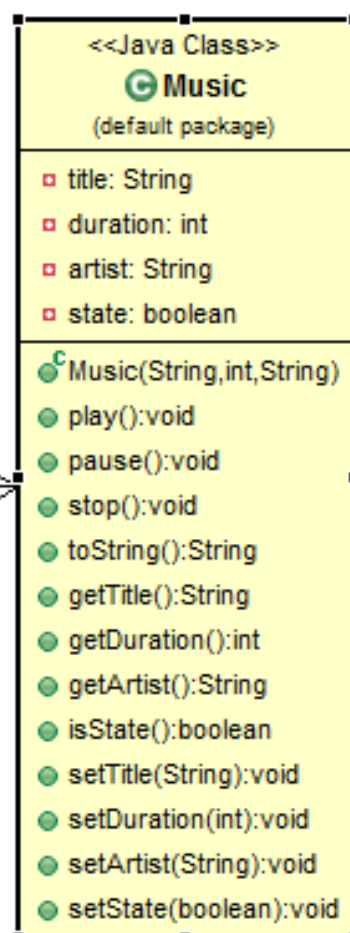 <<Java Class>>
C Music
(default package)
title: String
duration: int
artist: String
state: boolean
C Music(String,int,String)
play():void
pause():void
stop():void
toString():String
getTitle():String
getDuration():int
getArtist():String
isState():boolean
setTitle(String):void
setDuration(int):void
setArtist(String):void
setState(boolean):void